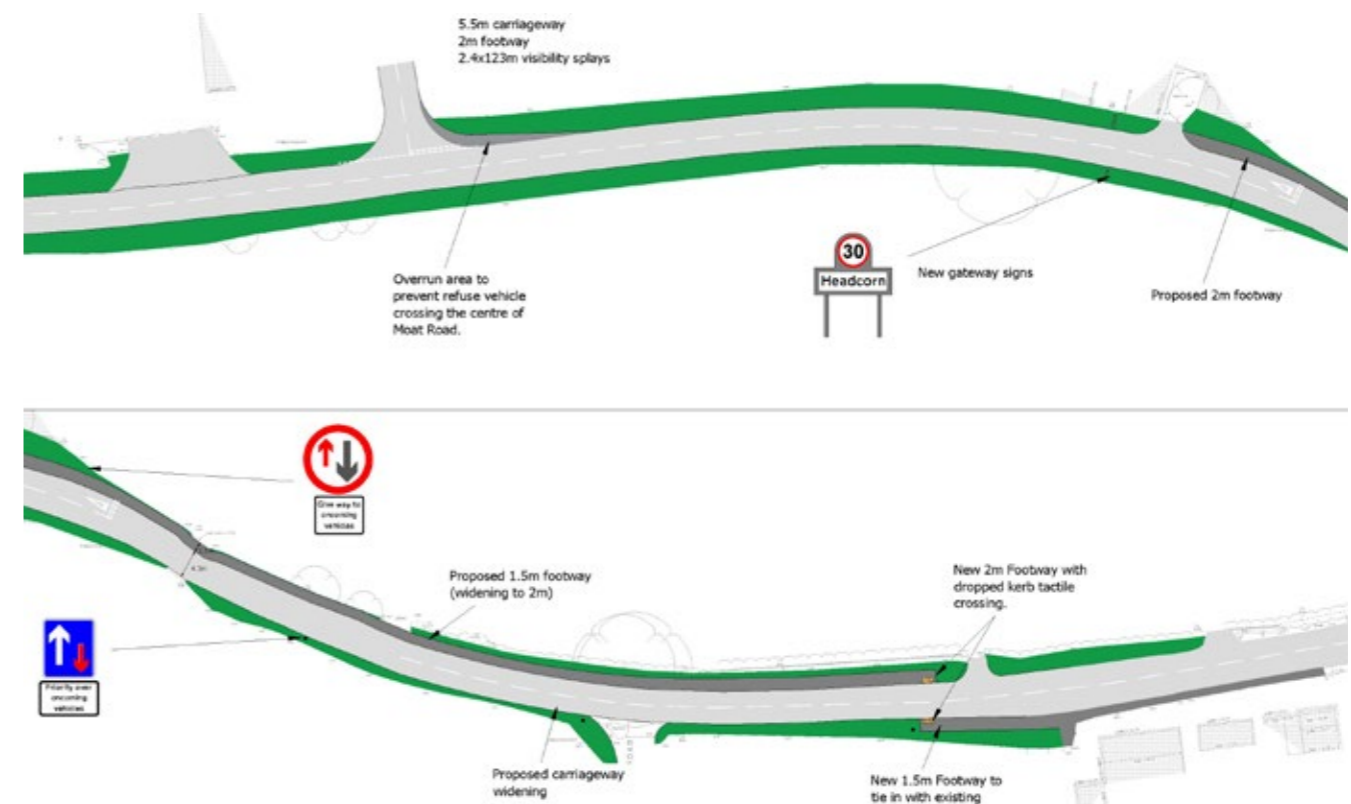 5.5m carriageway
2m footway
2.4x123m visibility splays
Overrun area to
prevent refuse vehicle
crossing the centre of
Moat Road.
30
Headcorn
New gateway signs
Proposed 2m footway
Give way to
oncoming
vehicles
Proposed 1.5m footway
(widening to 2m)
New 2m Footway with
dropped kerb tactile
crossing.
Priority over
oncoming
vehicles
Proposed carriageway
widening
New 1.5m Footway to
tie in with existing